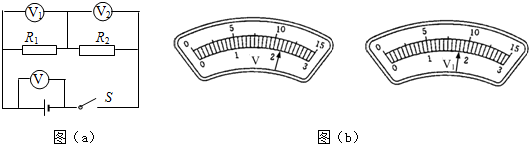 V₁ V₂
R₁ R₂
V S
图（a）
0 5 10 15
0 1 2 3
V
0 5 10 15
0 1 2 3
V₁
图（b）